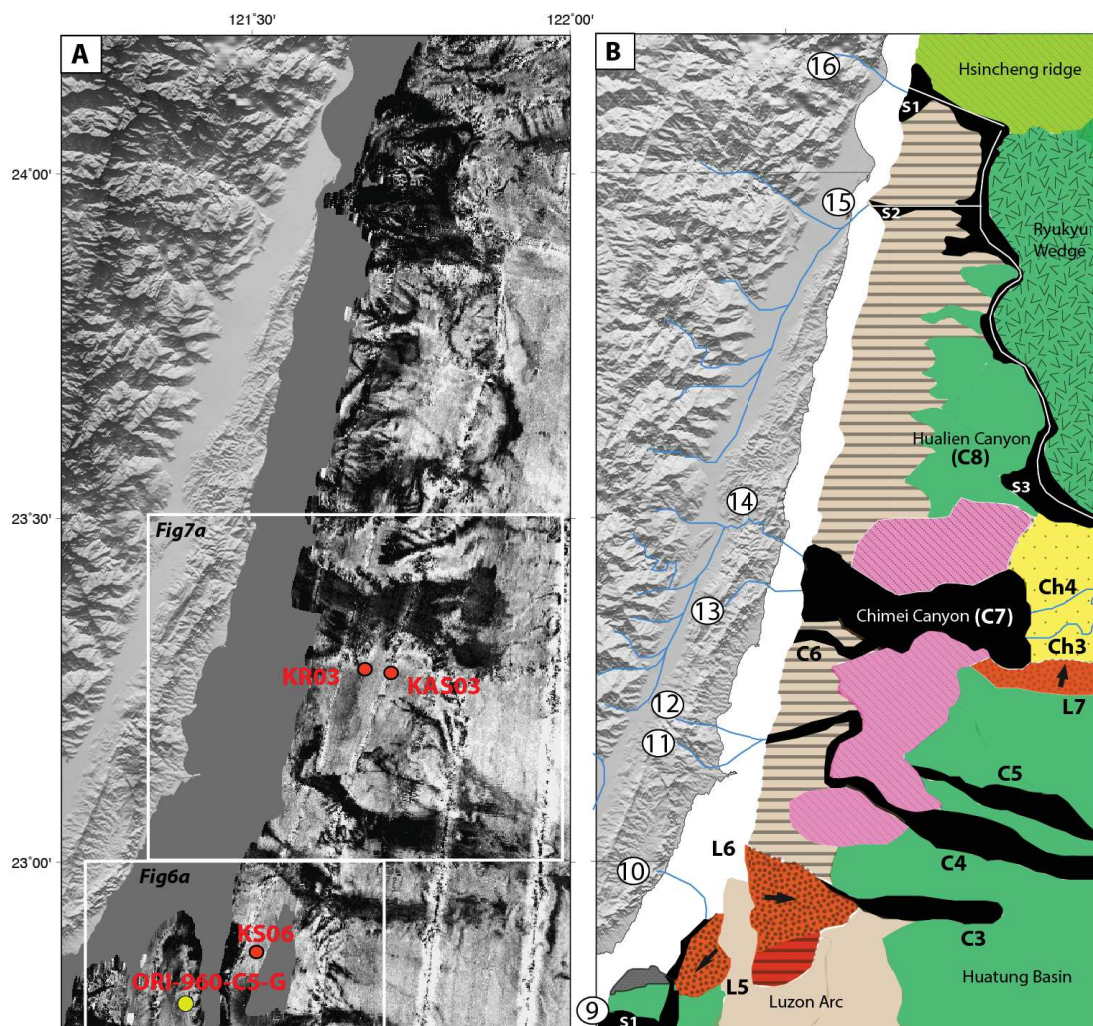 121°30'
122°00'
A
24°00'
23°30'
23°00'
Fig7a
KR03
KAS03
Fig6a
KS06
ORI-960-C5-G
B
16
Hsincheng ridge
S1
15
S2
Ryukyu
Wedge
Hualien Canyon
(C8)
S3
14
Chimei Canyon (C7)
Ch4
13
C6
Ch3
12
L7
11
C5
L6
C4
10
C3
L5
Huatung Basin
Luzon Arc
9
S1